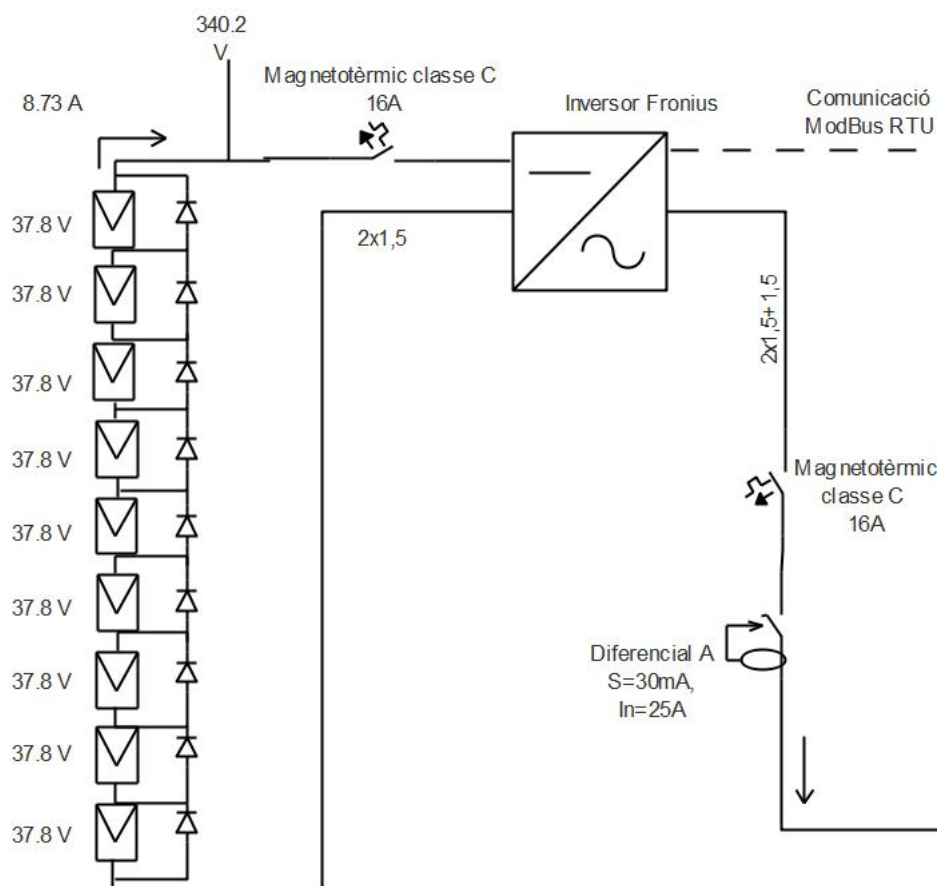 340.2
V
Magnetotèrmic classe C
16A
8.73 A
Inversor Fronius
Comunicació
ModBus RTU
37.8 V
2x1,5
37.8 V
2x1,5+1,5
37.8 V
37.8 V
Magnetotèrmic
classe C
16A
37.8 V
37.8 V
Diferencial A
S=30mA,
In=25A
37.8 V
37.8 V
37.8 V